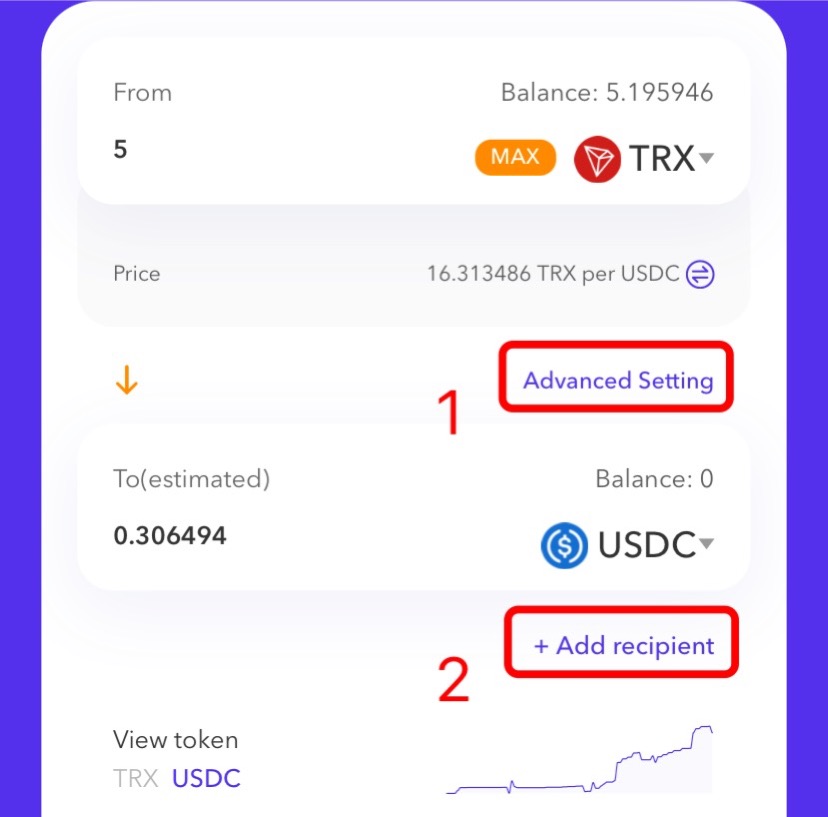 From Balance: 5.195946
5 MAX TRX
Price 16.313486 TRX per USDC
Advanced Setting
1
To(estimated) Balance: 0
0.306494 USDC
+ Add recipient
2
View token
TRX USDC